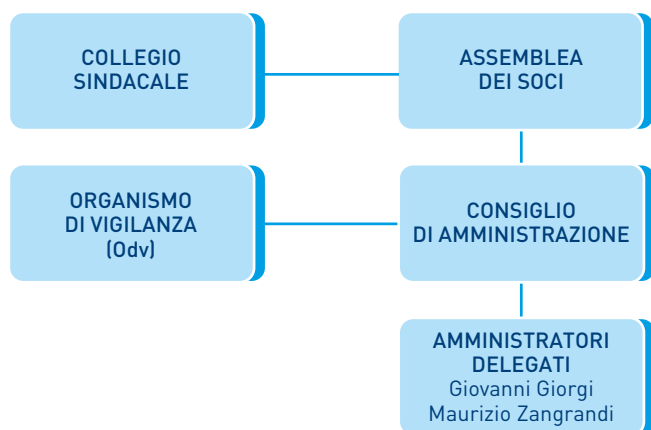 COLLEGIO
SINDACALE
ASSEMBLEA
DEI SOCI
ORGANISMO
DI VIGILANZA
(Odv)
CONSIGLIO
DI AMMINISTRAZIONE
AMMINISTRATORI
DELEGATI
Giovanni Giorgi
Maurizio Zangrandi